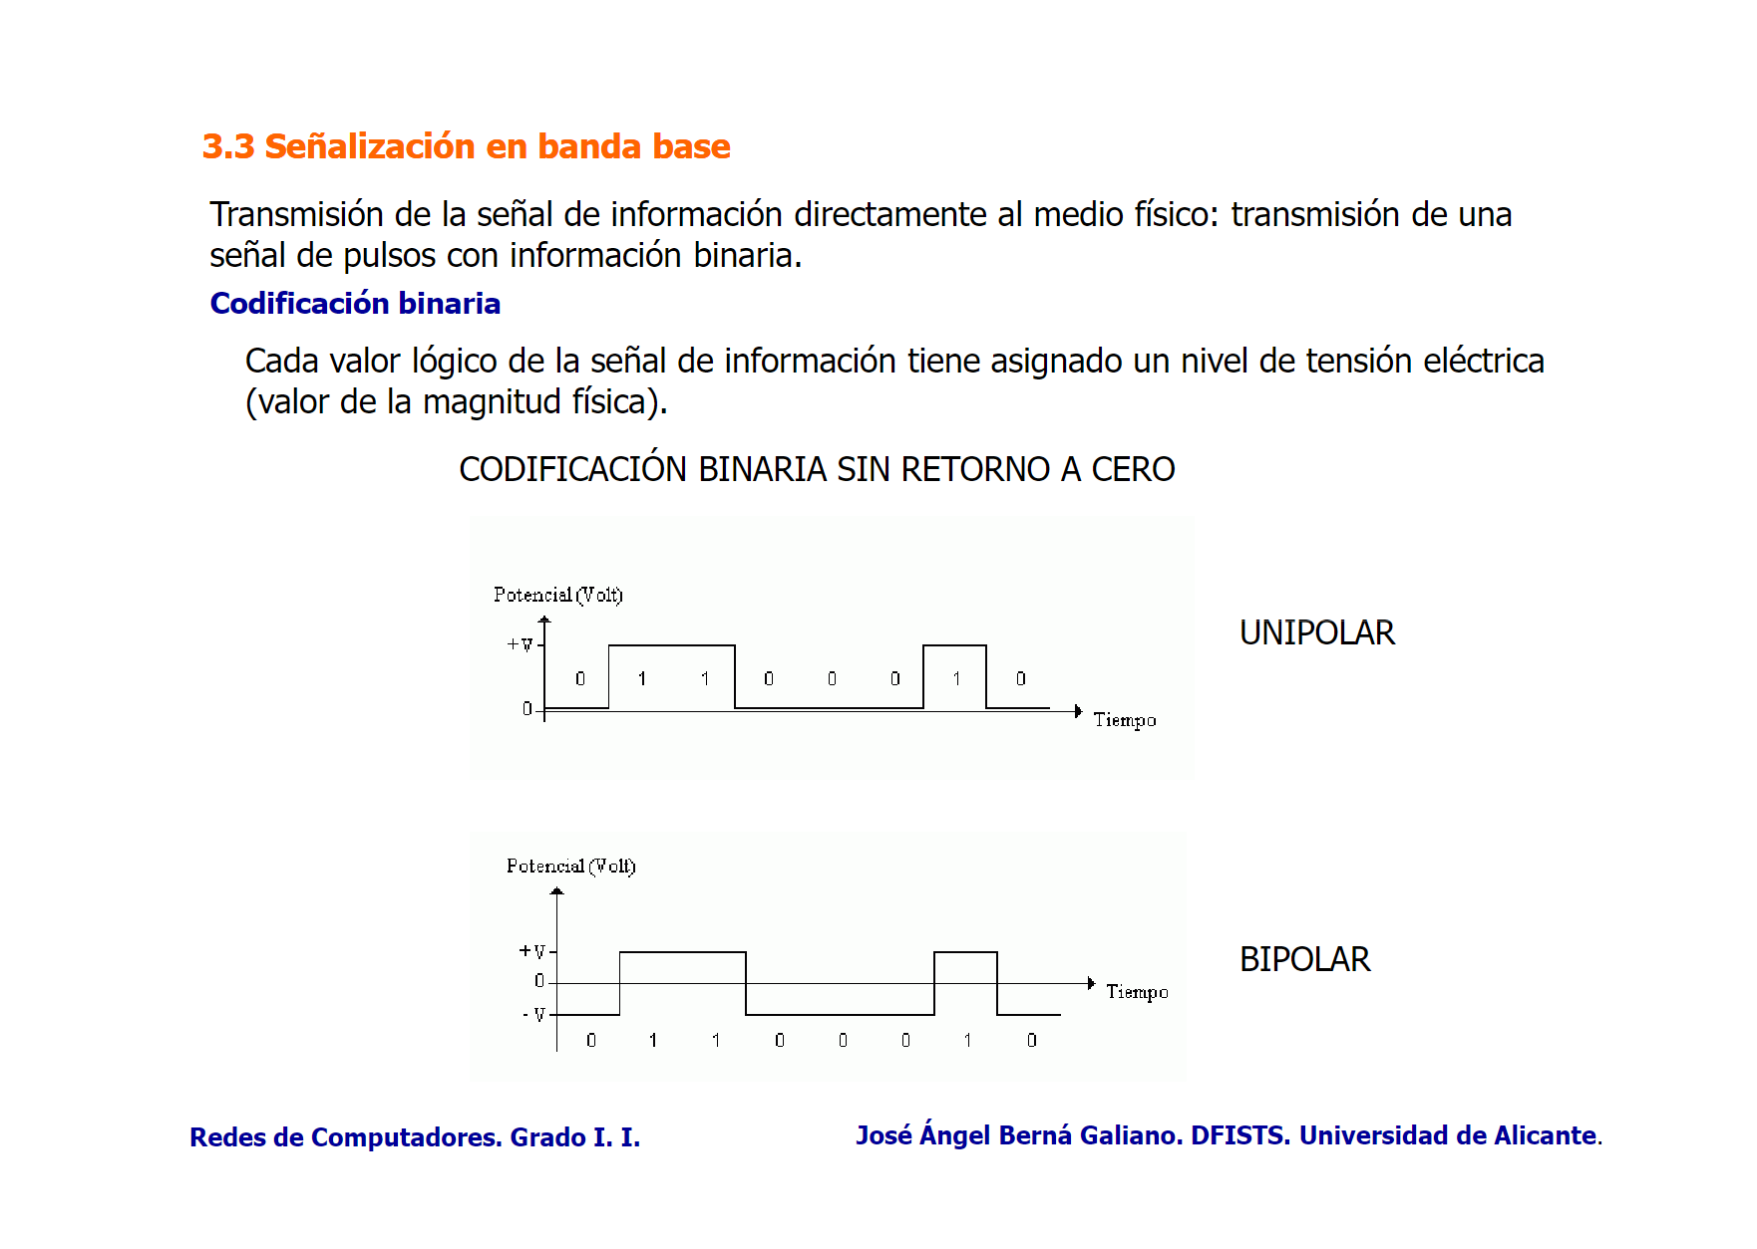 3.3 Señalización en banda base
Transmisión de la señal de información directamente al medio físico: transmisión de una
señal de pulsos con información binaria.
Codificación binaria
Cada valor lógico de la señal de información tiene asignado un nivel de tensión eléctrica
(valor de la magnitud física).
CODIFICACIÓN BINARIA SIN RETORNO A CERO
Potencial (Volt)
+V
0 1 1 0 0 0 1 0
0
Tiempo
UNIPOLAR
Potencial (Volt)
+V
0
- V
Tiempo
0 1 1 0 0 0 1 0
BIPOLAR
Redes de Computadores. Grado I. I.
José Ángel Berná Galiano. DFISTS. Universidad de Alicante.